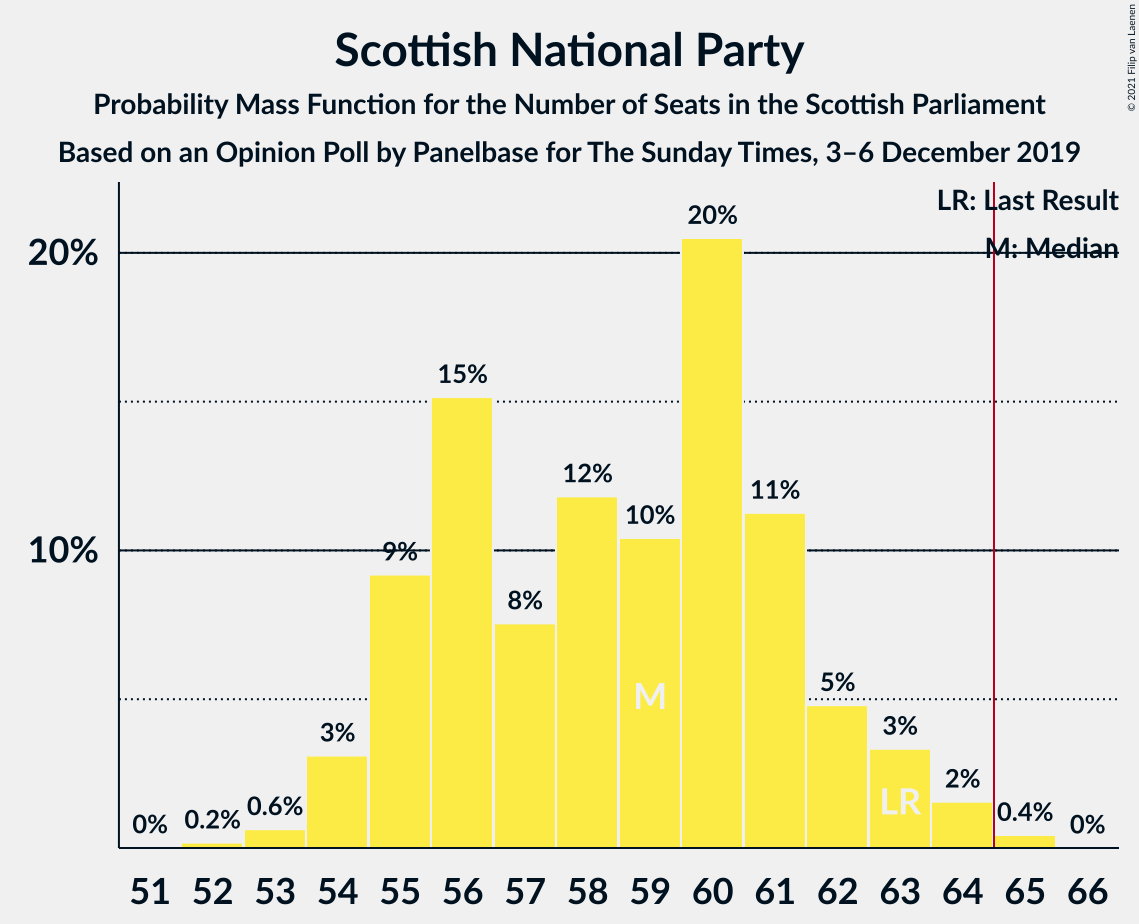 Scottish National Party
Probability Mass Function for the Number of Seats in the Scottish Parliament
Based on an Opinion Poll by Panelbase for The Sunday Times, 3–6 December 2019
© 2021 Filip van Laenen
LR: Last Result
M: Median
20%
10%
0%
0.2%
0.6%
3%
9%
15%
8%
12%
10%
20%
11%
5%
3%
2%
0.4%
0%
M
LR
51 52 53 54 55 56 57 58 59 60 61 62 63 64 65 66